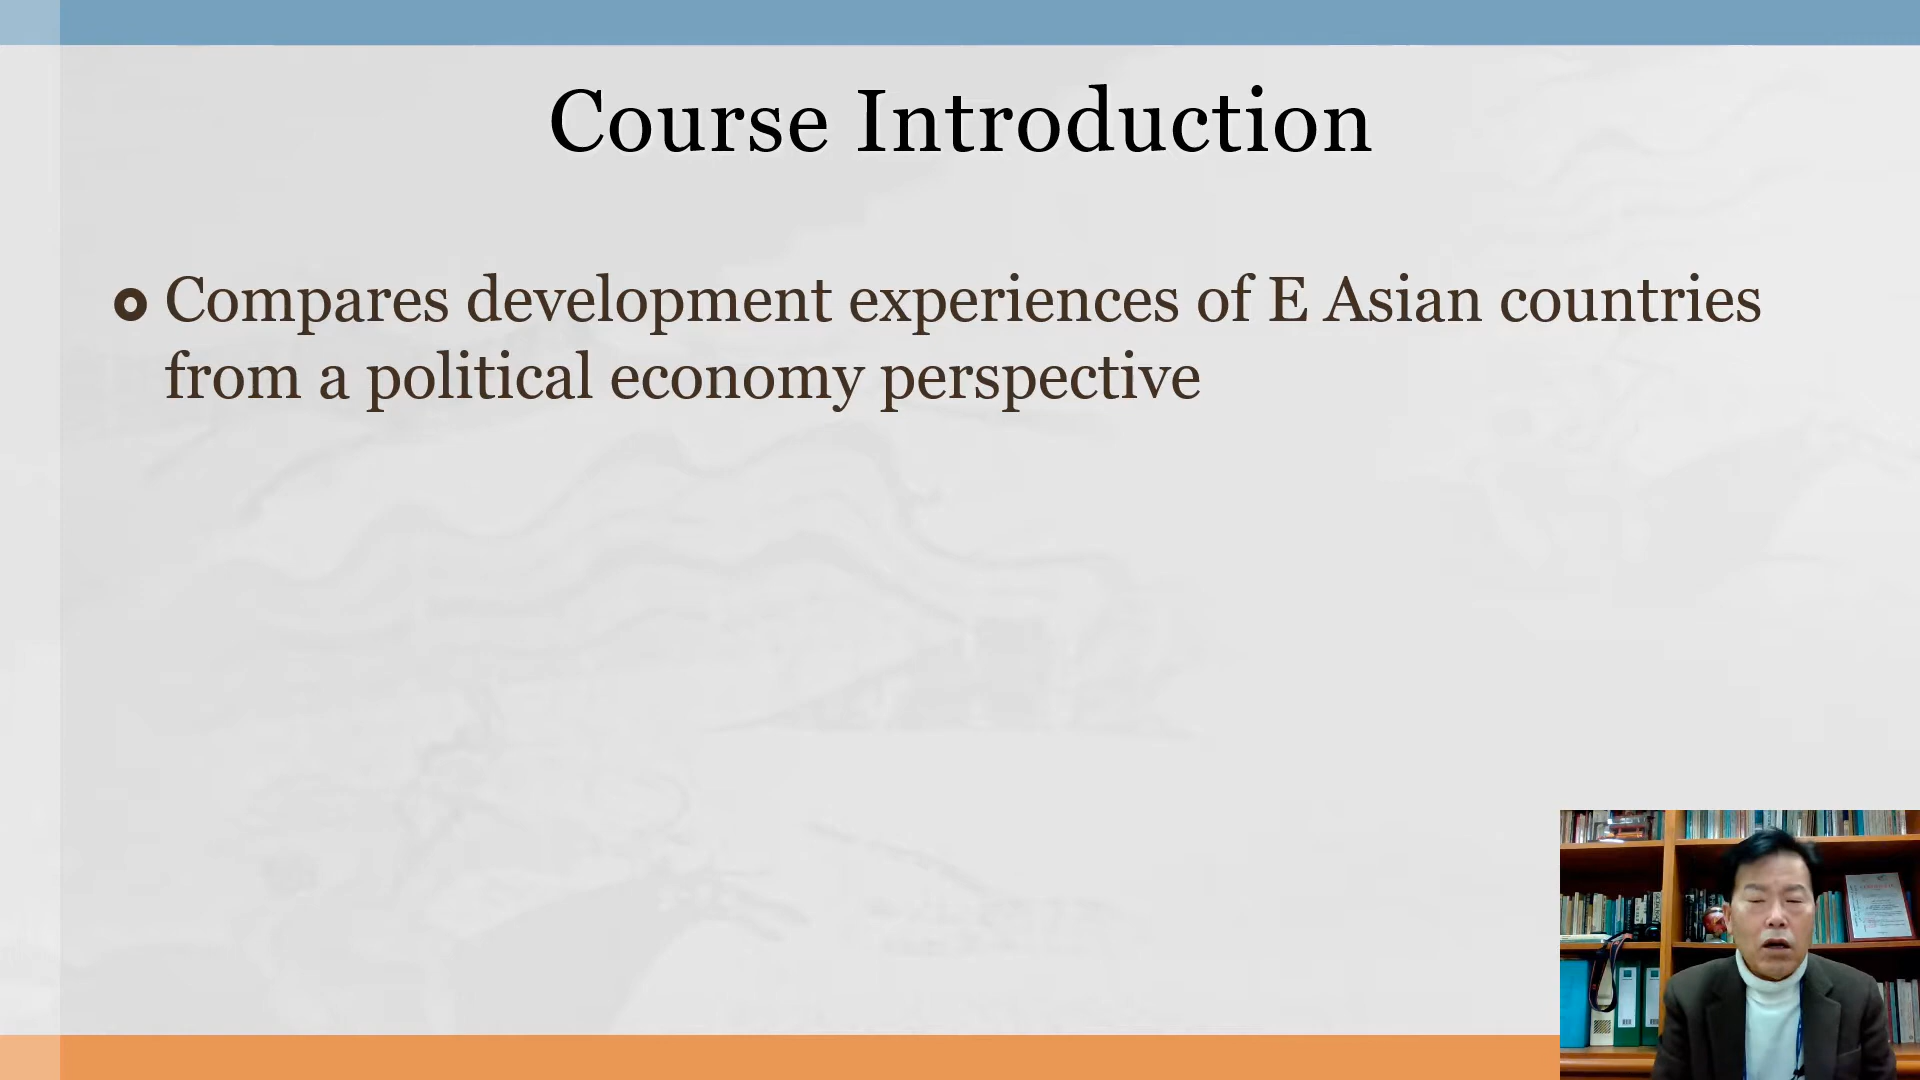 Course Introduction
Compares development experiences of E Asian countries
from a political economy perspective